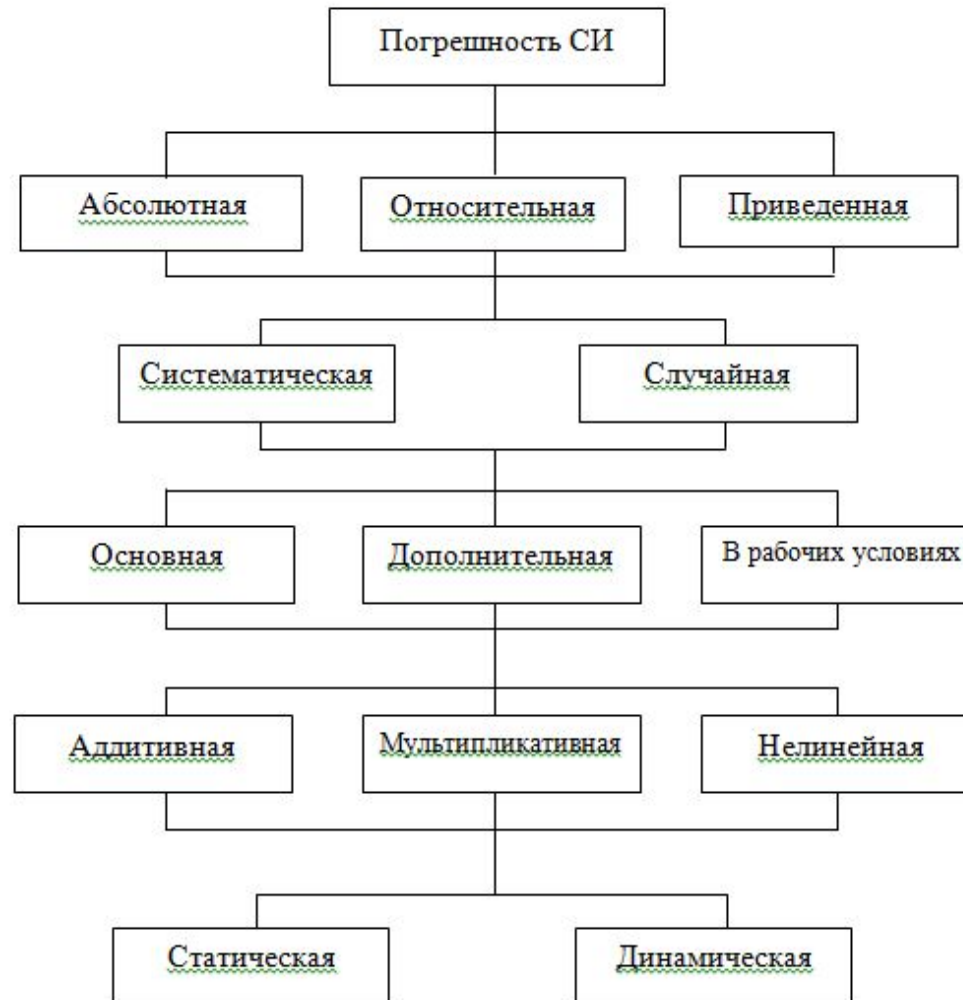 Погрешность СИ
Абсолютная
Относительная
Приведенная
Систематическая
Случайная
Основная
Дополнительная
В рабочих условиях
Аддитивная
Мультипликативная
Нелинейная
Статическая
Динамическая